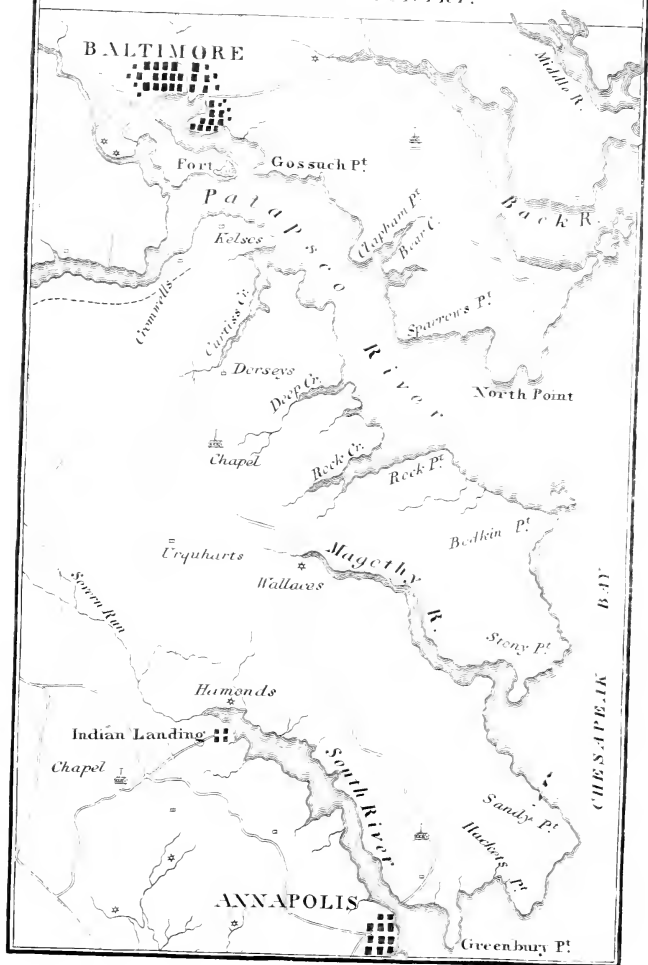 BALTIMORE
Middle R.
Fort
Gossuch Pt.
Patapsco
River
Clapham Pt.
Bear C.
Back R.
Kelses
Cromwells
Curtiss Cr.
Sparrows Pt.
Dorseys
Deep Cr.
North Point
Chapel
Rock Cr.
Rock Pt.
Bodkin Pt.
Urquharts
Magothy
R.
Wallaces
Severn Run
Stony Pt.
CHESAPEAK BAY
Hamonds
Indian Landing
South River
Chapel
Sandy Pt.
Hackets Pt.
ANNAPOLIS
Greenbury Pt.